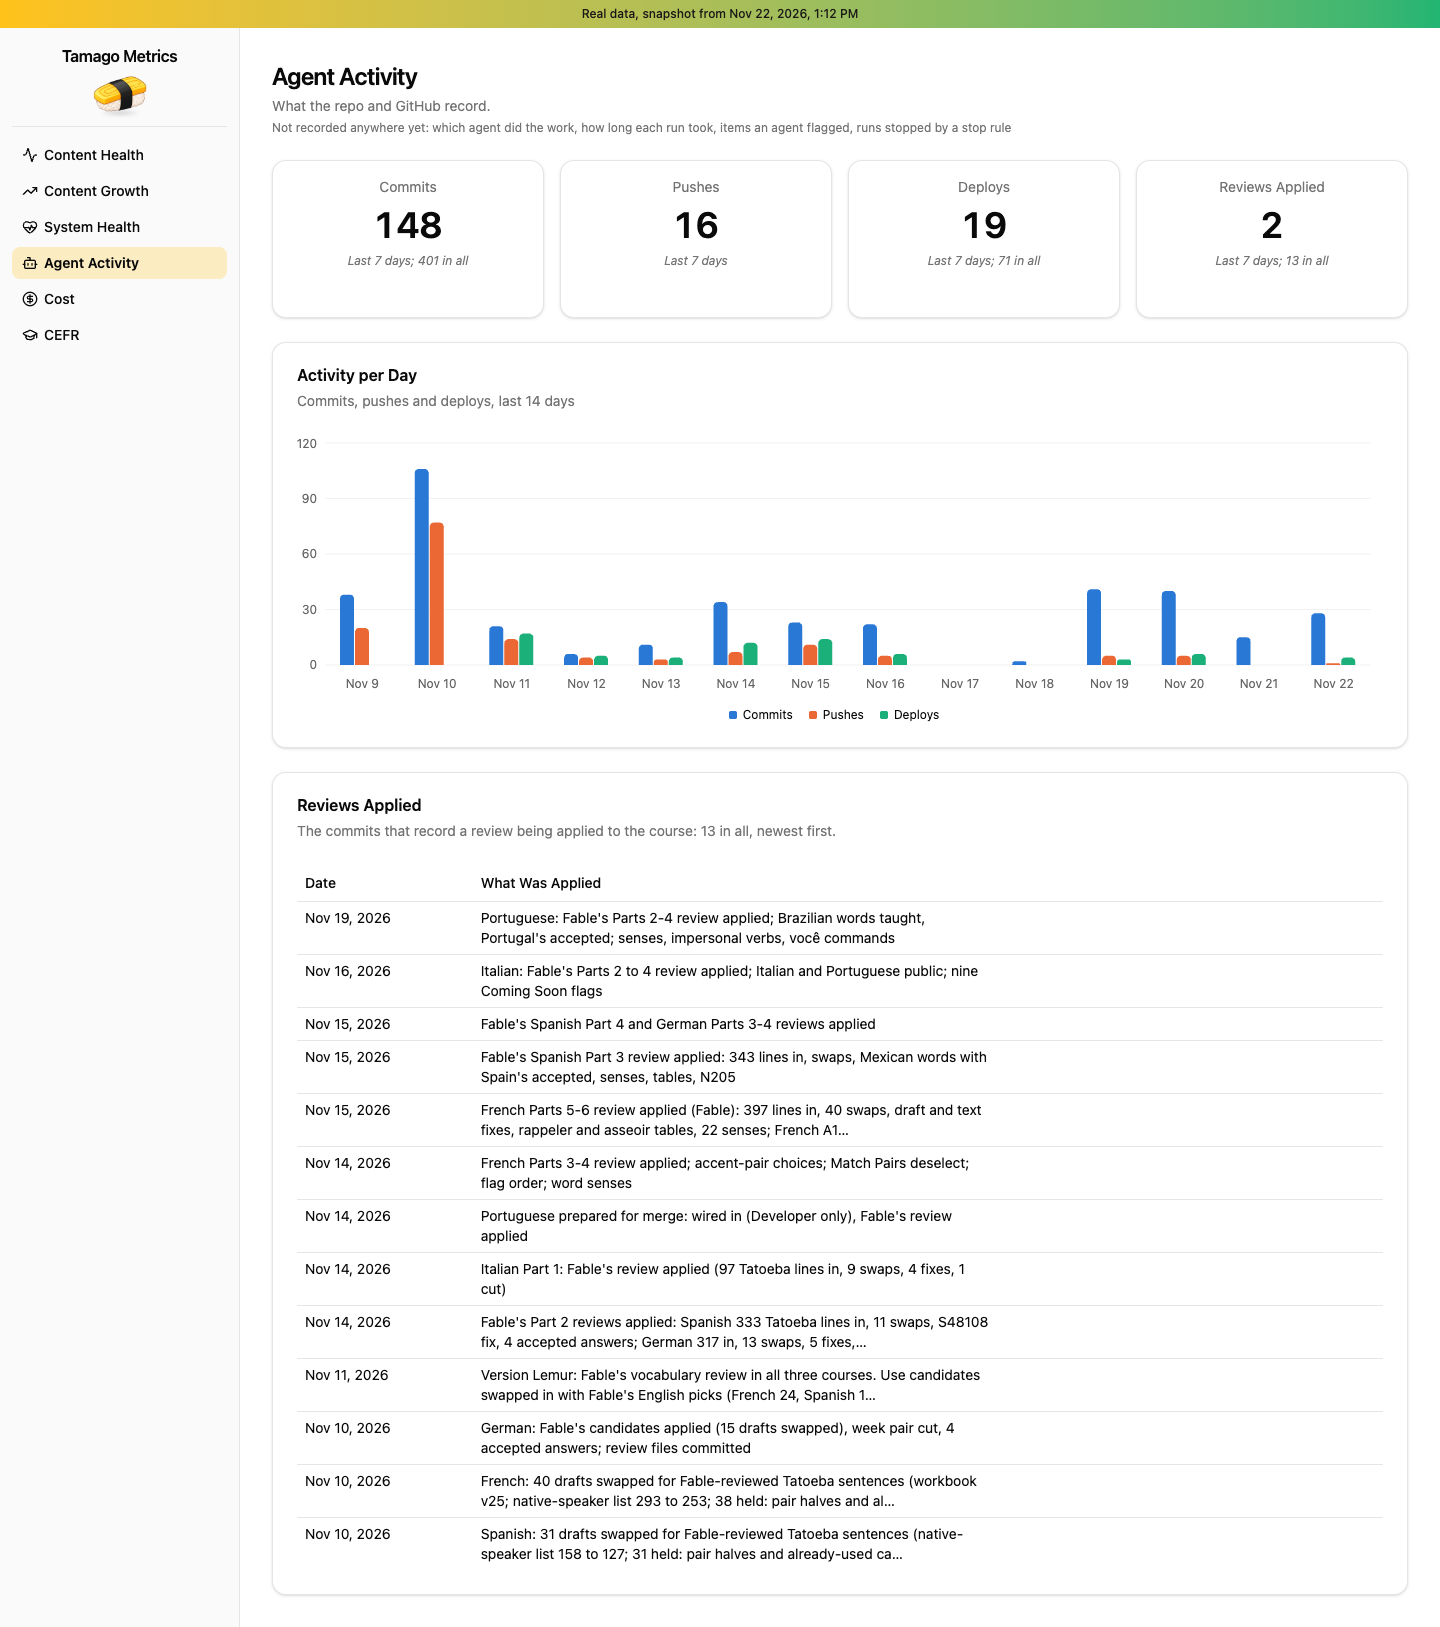 Real data, snapshot from Nov 22, 2026, 1:12 PM
Tamago Metrics
Content Health
Content Growth
System Health
Agent Activity
Cost
CEFR
Agent Activity
What the repo and GitHub record.
Not recorded anywhere yet: which agent did the work, how long each run took, items an agent flagged, runs stopped by a stop rule
Commits
148
Last 7 days; 401 in all
Pushes
16
Last 7 days
Deploys
19
Last 7 days; 71 in all
Reviews Applied
2
Last 7 days; 13 in all
Activity per Day
Commits, pushes and deploys, last 14 days
120
90
60
30
0
Nov 9 Nov 10 Nov 11 Nov 12 Nov 13 Nov 14 Nov 15 Nov 16 Nov 17 Nov 18 Nov 19 Nov 20 Nov 21 Nov 22
Commits Pushes Deploys
Reviews Applied
The commits that record a review being applied to the course: 13 in all, newest first.
Date What Was Applied
Nov 19, 2026 Portuguese: Fable's Parts 2-4 review applied; Brazilian words taught,
Portugal's accepted; senses, impersonal verbs, você commands
Nov 16, 2026 Italian: Fable's Parts 2 to 4 review applied; Italian and Portuguese public; nine
Coming Soon flags
Nov 15, 2026 Fable's Spanish Part 4 and German Parts 3-4 reviews applied
Nov 15, 2026 Fable's Spanish Part 3 review applied: 343 lines in, swaps, Mexican words with
Spain's accepted, senses, tables, N205
Nov 15, 2026 French Parts 5-6 review applied (Fable): 397 lines in, 40 swaps, draft and text
fixes, rappeler and asseoir tables, 22 senses; French A1...
Nov 14, 2026 French Parts 3-4 review applied; accent-pair choices; Match Pairs deselect;
flag order; word senses
Nov 14, 2026 Portuguese prepared for merge: wired in (Developer only), Fable's review
applied
Nov 14, 2026 Italian Part 1: Fable's review applied (97 Tatoeba lines in, 9 swaps, 4 fixes, 1
cut)
Nov 14, 2026 Fable's Part 2 reviews applied: Spanish 333 Tatoeba lines in, 11 swaps, S48108
fix, 4 accepted answers; German 317 in, 13 swaps, 5 fixes,...
Nov 11, 2026 Version Lemur: Fable's vocabulary review in all three courses. Use candidates
swapped in with Fable's English picks (French 24, Spanish 1...
Nov 10, 2026 German: Fable's candidates applied (15 drafts swapped), week pair cut, 4
accepted answers; review files committed
Nov 10, 2026 French: 40 drafts swapped for Fable-reviewed Tatoeba sentences (workbook
v25; native-speaker list 293 to 253; 38 held: pair halves and al...
Nov 10, 2026 Spanish: 31 drafts swapped for Fable-reviewed Tatoeba sentences (native-
speaker list 158 to 127; 31 held: pair halves and already-used ca...